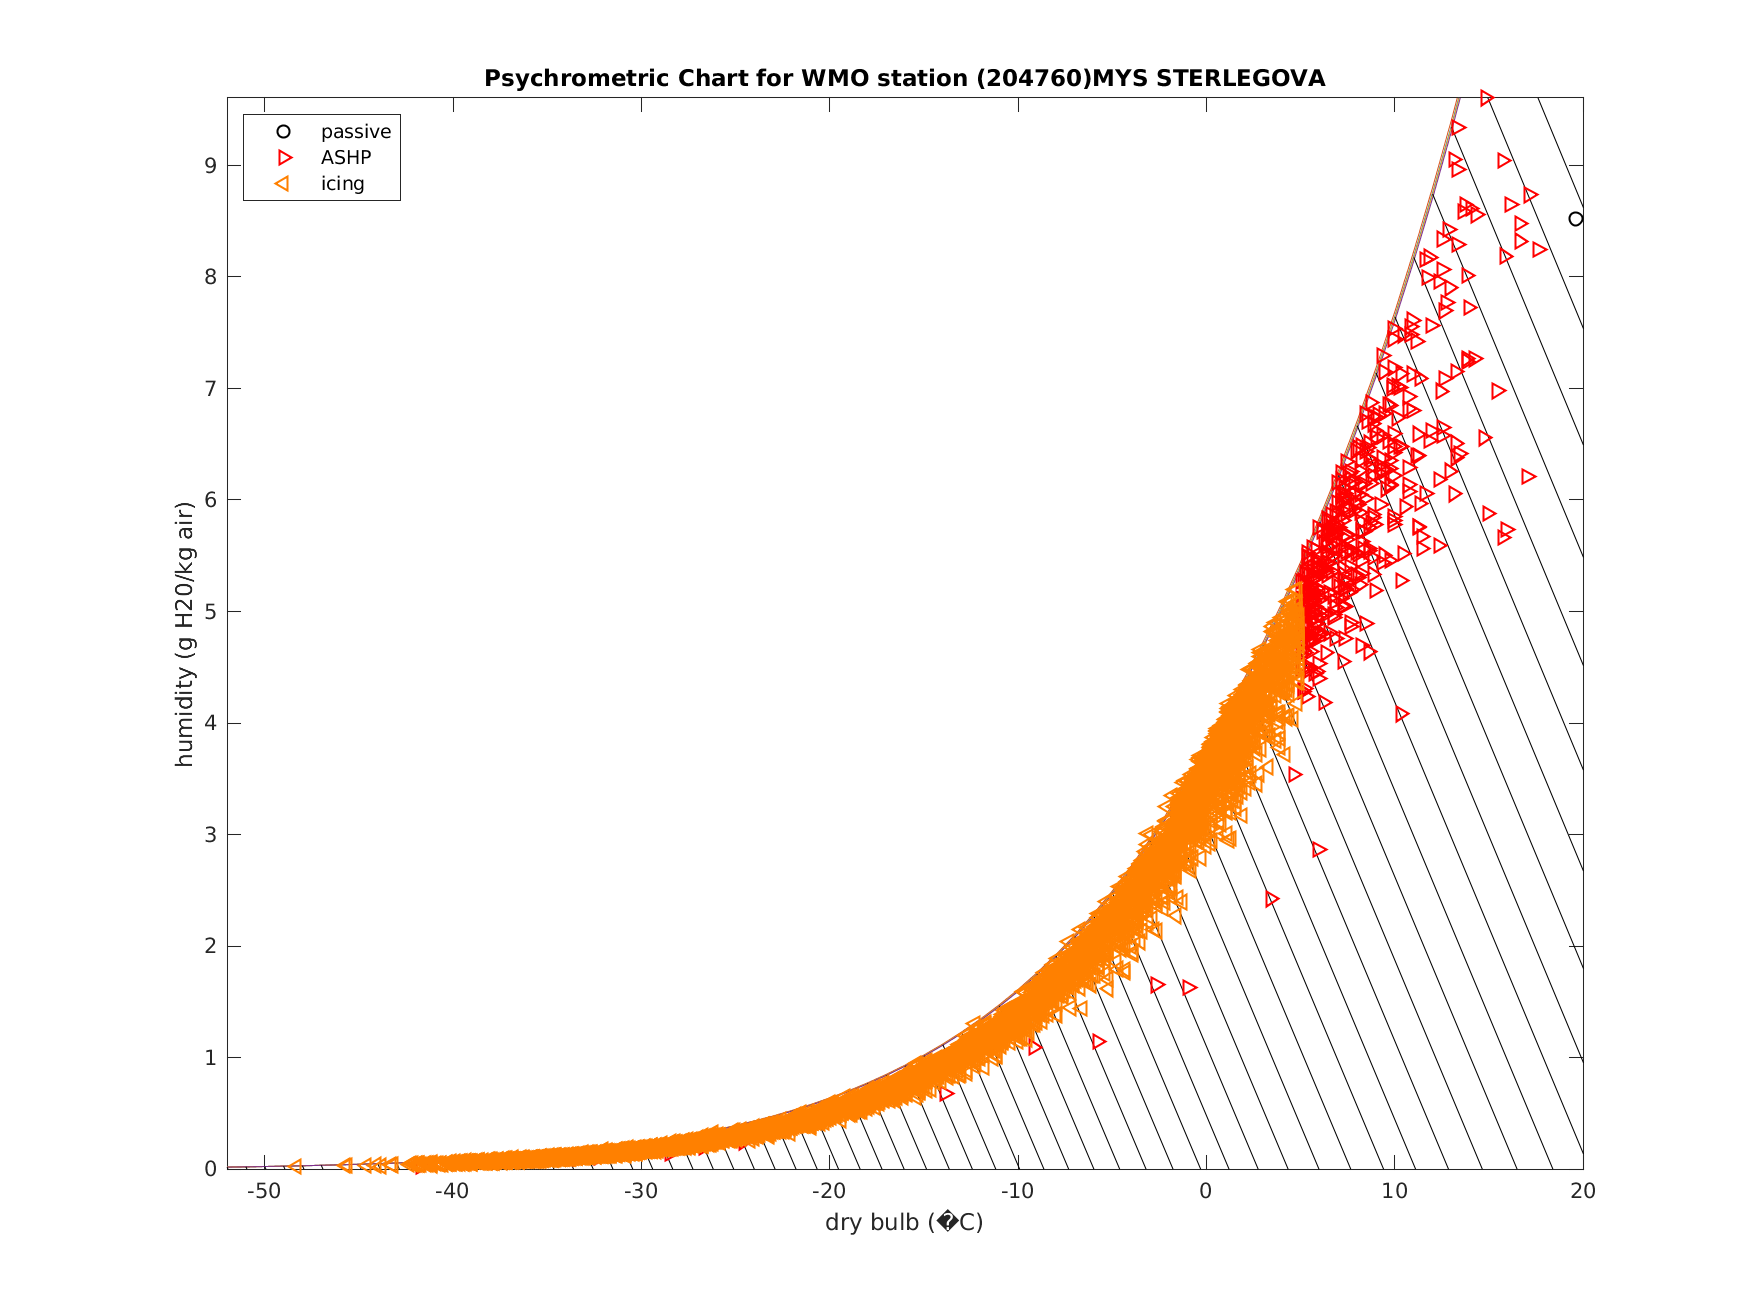 Psychrometric Chart for WMO station (204760)MYS STERLEGOVA
passive
ASHP
icing
9
8
7
6
5
4
3
2
1
0
humidity (g H20/kg air)
-50 -40 -30 -20 -10 0 10 20
dry bulb (�C)